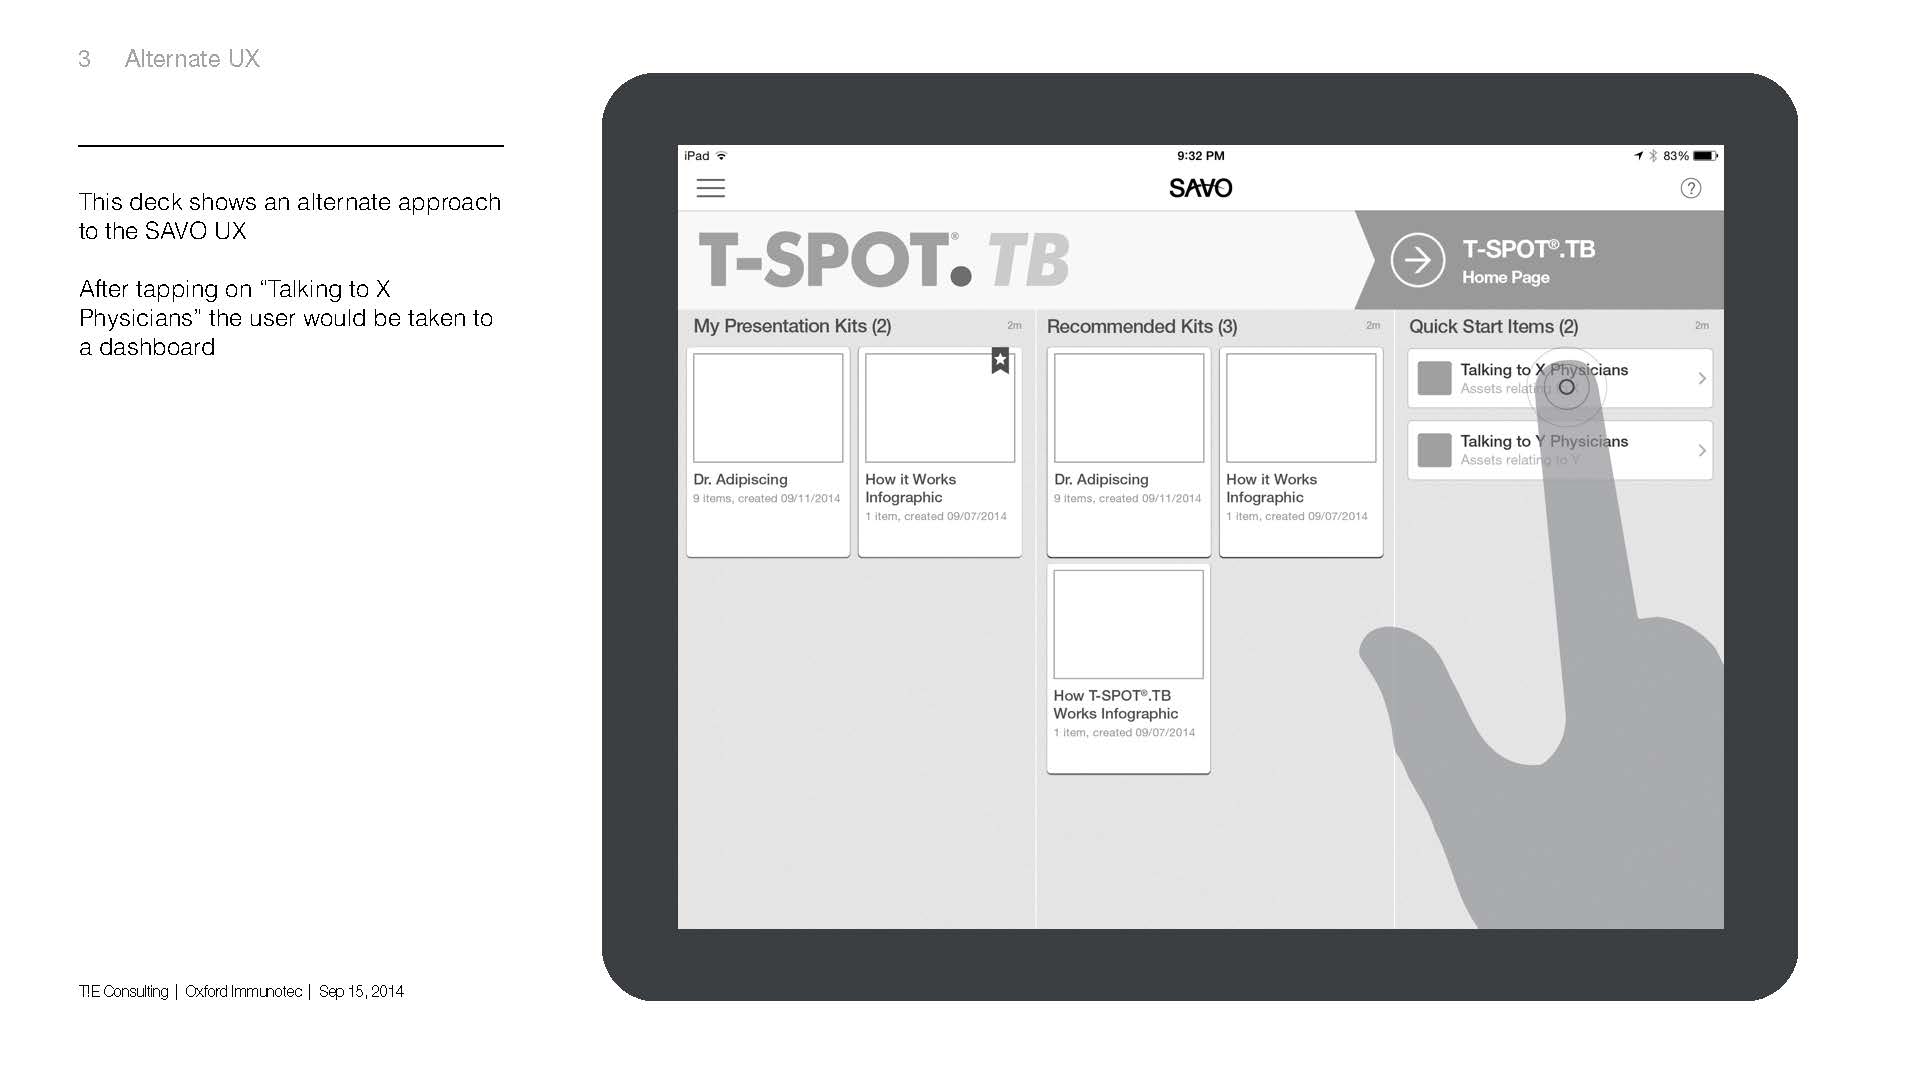 3 Alternate UX
This deck shows an alternate approach
to the SAVO UX
After tapping on “Talking to X
Physicians” the user would be taken to
a dashboard
T!E Consulting | Oxford Immunotec | Sep 15, 2014
iPad 9:32 PM 83%
SAVO ?
T-SPOT®.TB
T-SPOT®.TB
Home Page
My Presentation Kits (2) 2m
Dr. Adipiscing
9 items, created 09/11/2014
How it Works
Infographic
1 item, created 09/07/2014
Recommended Kits (3) 2m
Dr. Adipiscing
9 items, created 09/11/2014
How it Works
Infographic
1 item, created 09/07/2014
How T-SPOT®.TB
Works Infographic
1 item, created 09/07/2014
Quick Start Items (2) 2m
Talking to X Physicians
Assets relating
Talking to Y Physicians
Assets relating to Y